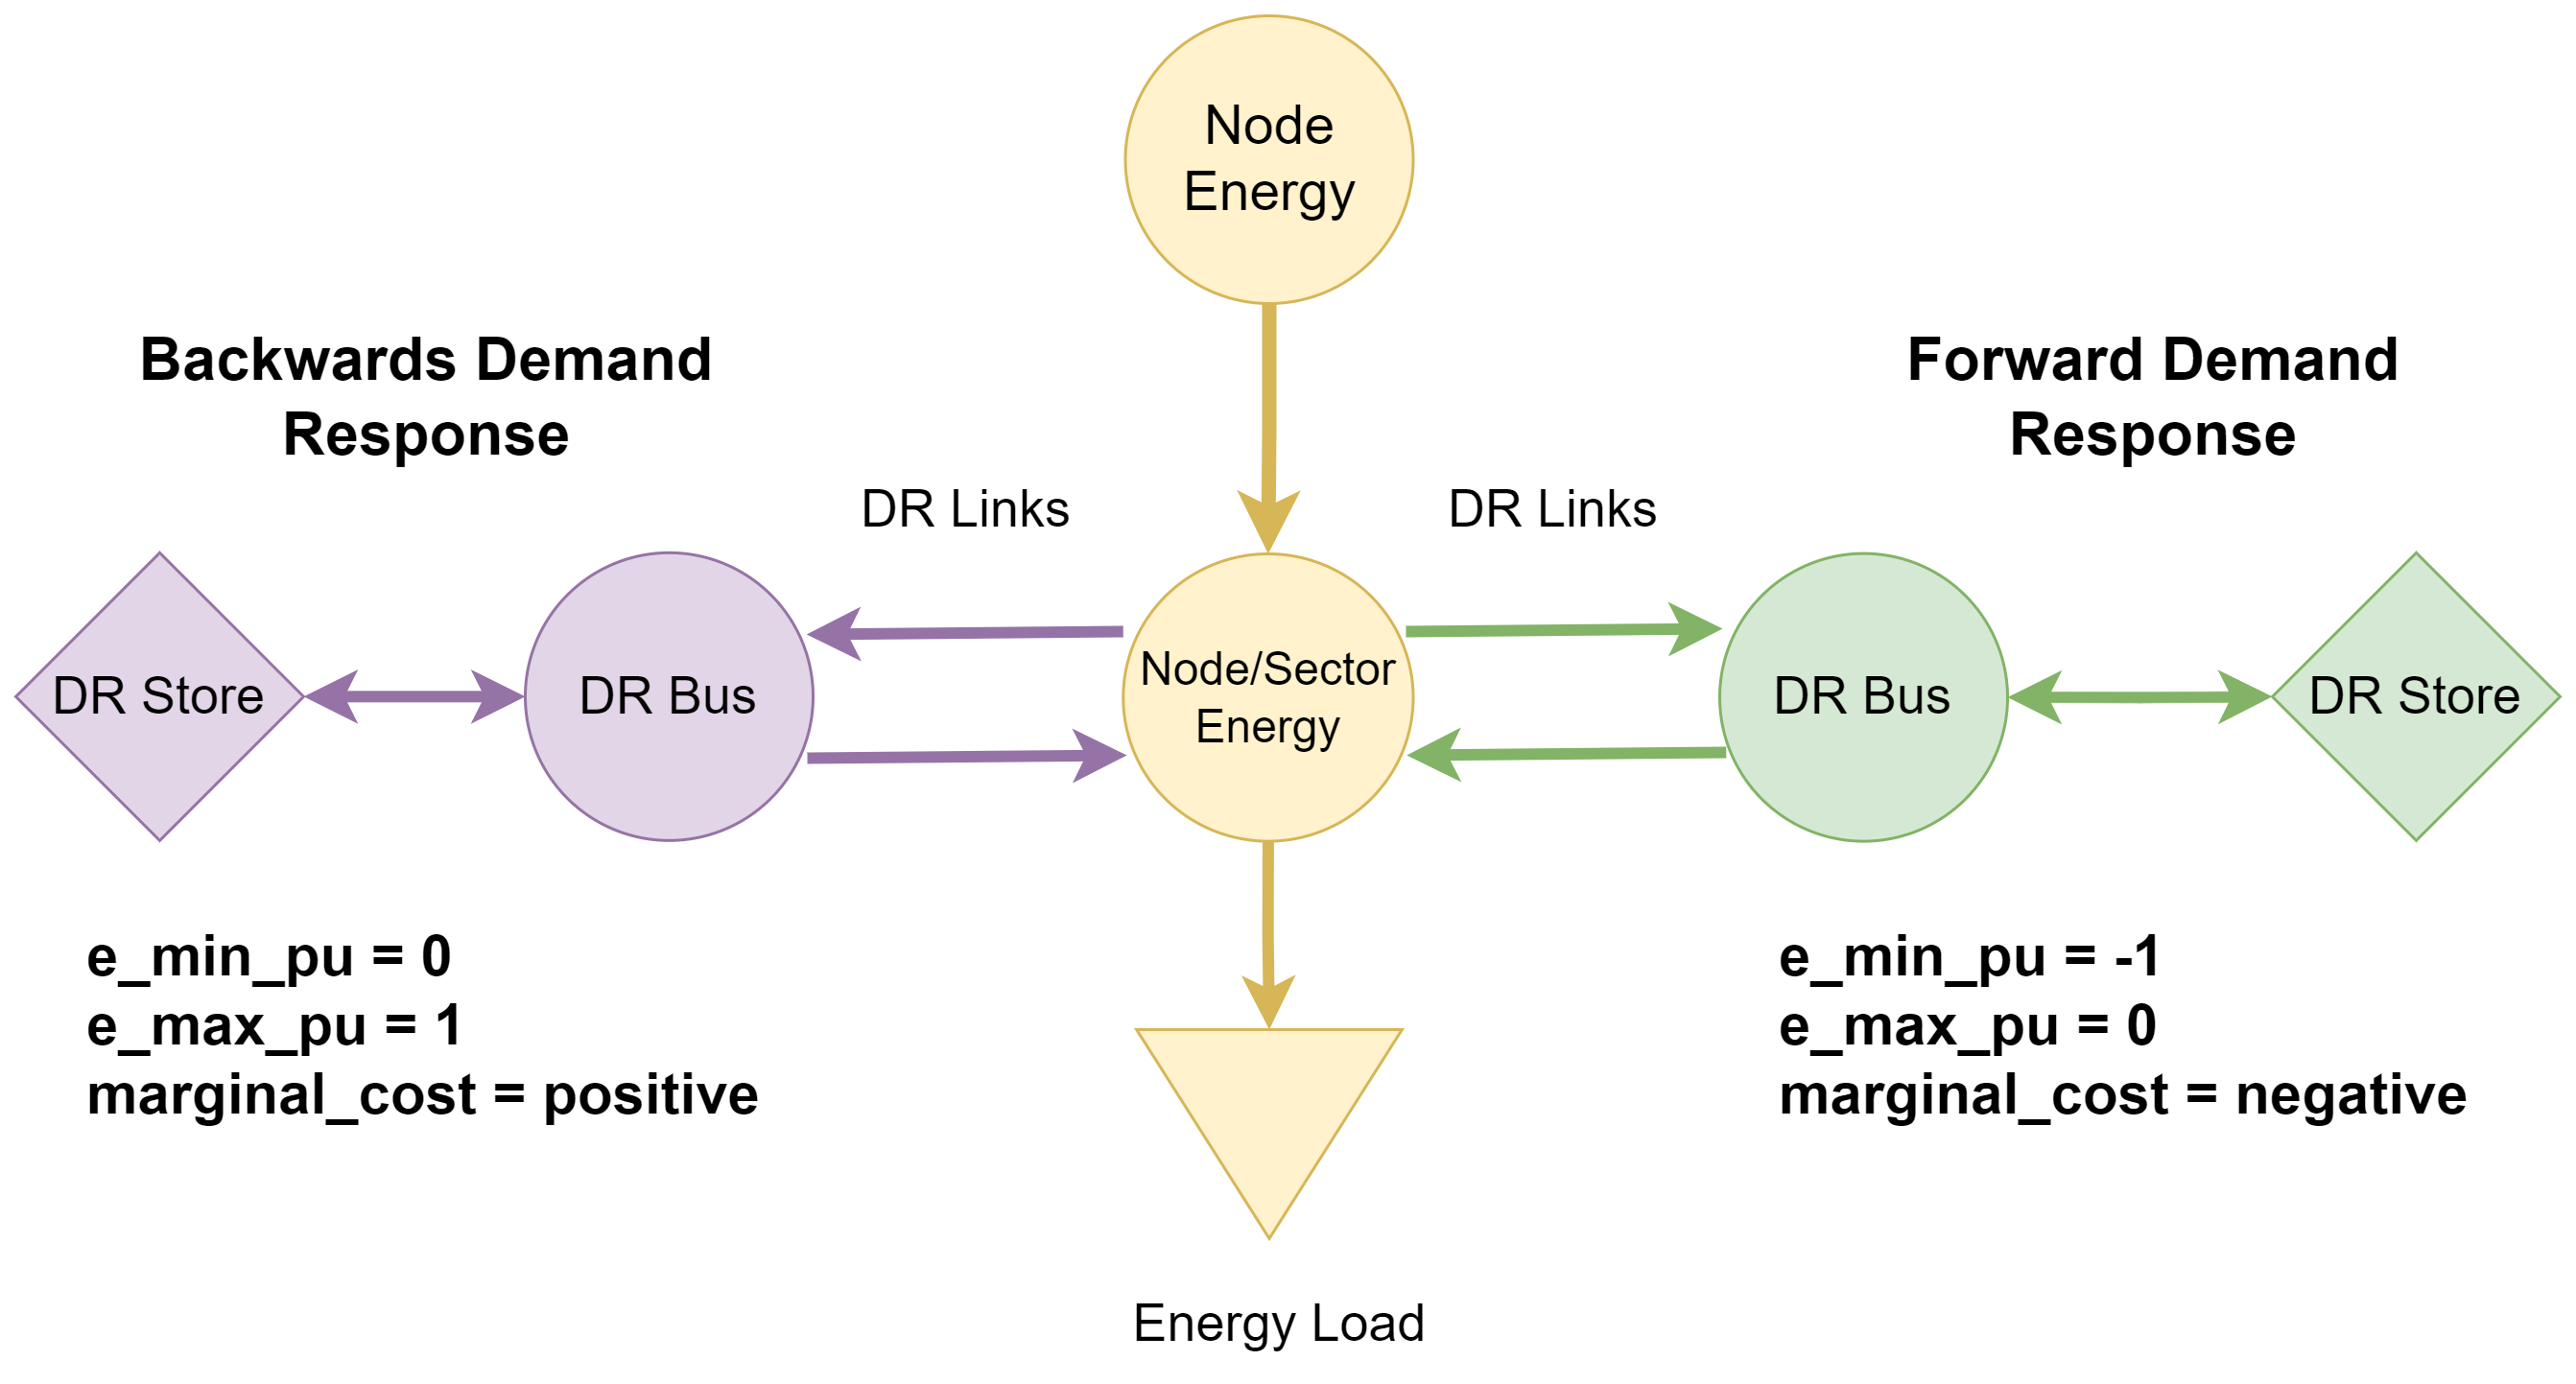 Node
Energy
Backwards Demand
Response
Forward Demand
Response
DR Links
DR Links
DR Store
DR Bus
Node/Sector
Energy
DR Bus
DR Store
e_min_pu = 0
e_max_pu = 1
marginal_cost = positive
e_min_pu = -1
e_max_pu = 0
marginal_cost = negative
Energy Load